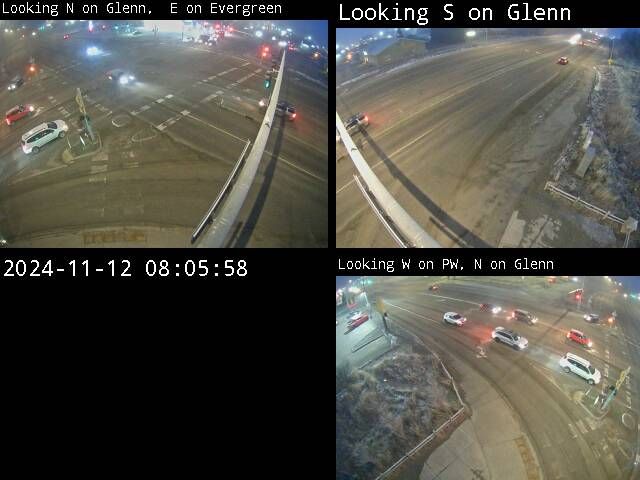 Looking N on Glenn,  E on Evergreen
Looking S on Glenn
2024-11-12 08:05:58
Looking W on PW, N on Glenn